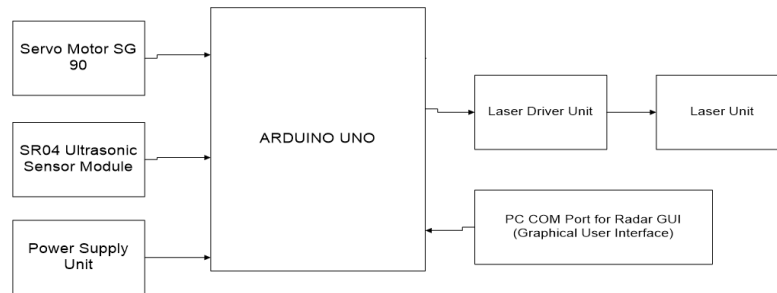 Servo Motor SG
90
SR04 Ultrasonic
Sensor Module
Power Supply
Unit
ARDUINO UNO
Laser Driver Unit
Laser Unit
PC COM Port for Radar GUI
(Graphical User Interface)